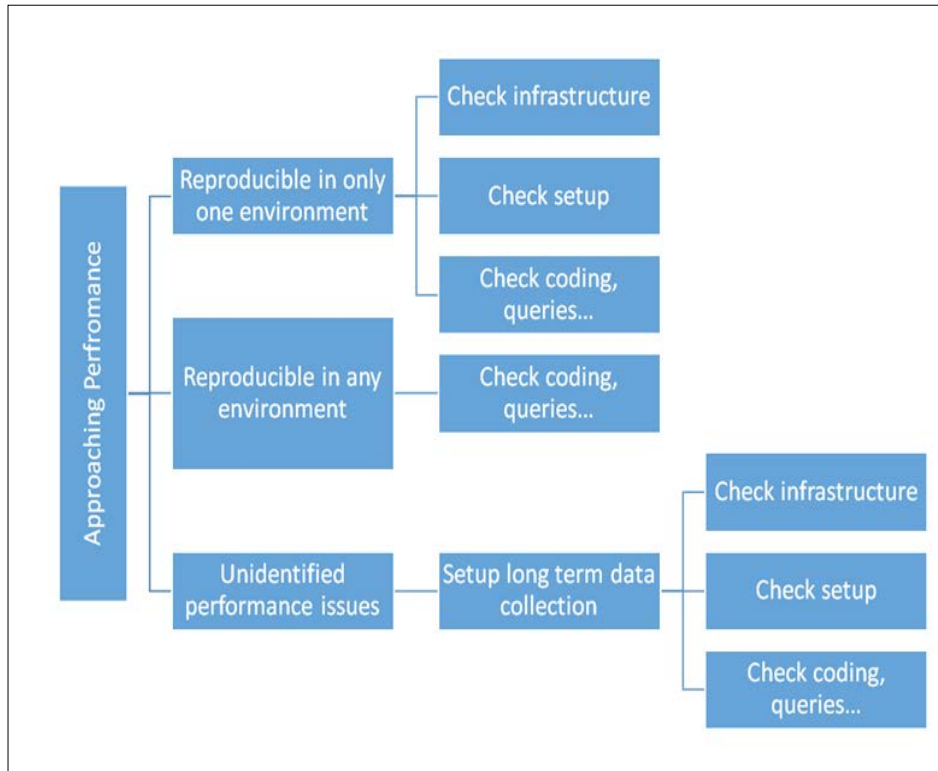 Approaching Perfromance
Reproducible in only
one environment
Check infrastructure
Check setup
Check coding,
queries...
Reproducible in any
environment
Check coding,
queries...
Unidentified
performance issues
Setup long term data
collection
Check infrastructure
Check setup
Check coding,
queries...